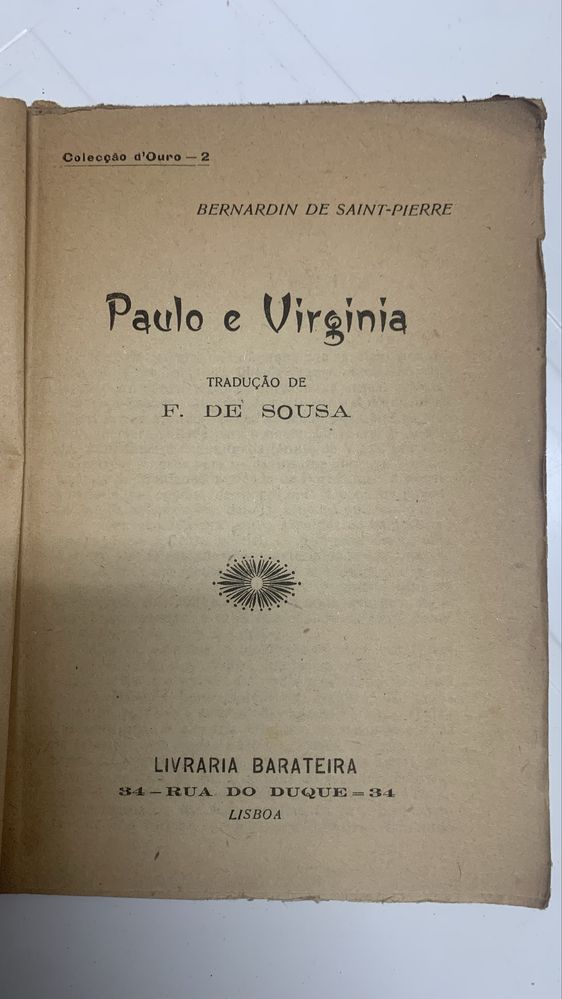 Colecção d'Ouro — 2
BERNARDIN DE SAINT-PIERRE
Paulo e Virginia
TRADUÇÃO DE
F. DE SOUSA
LIVRARIA BARATEIRA
34 — RUA DO DUQUE = 34
LISBOA